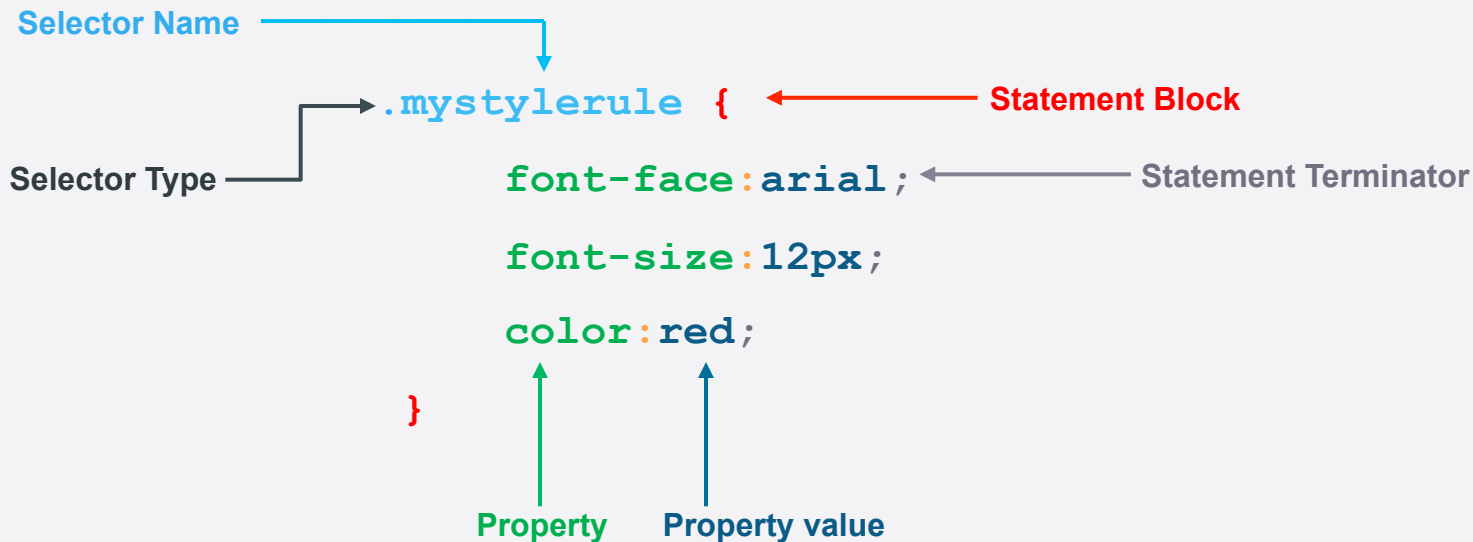 Selector Name
.mystylerule { Statement Block
Selector Type font-face:arial; Statement Terminator
font-size:12px;
color:red;
}
Property Property value